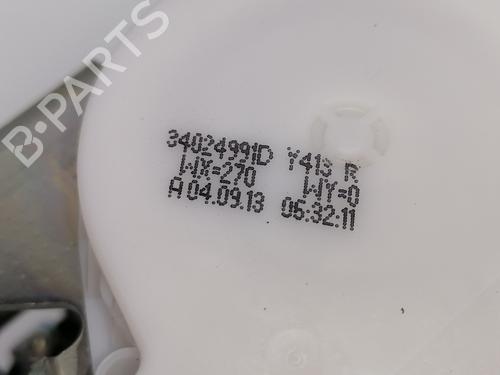 B-PARTS
34024991D Y413 R
WX=270 WY=0
A 04.09.13 05:32:11